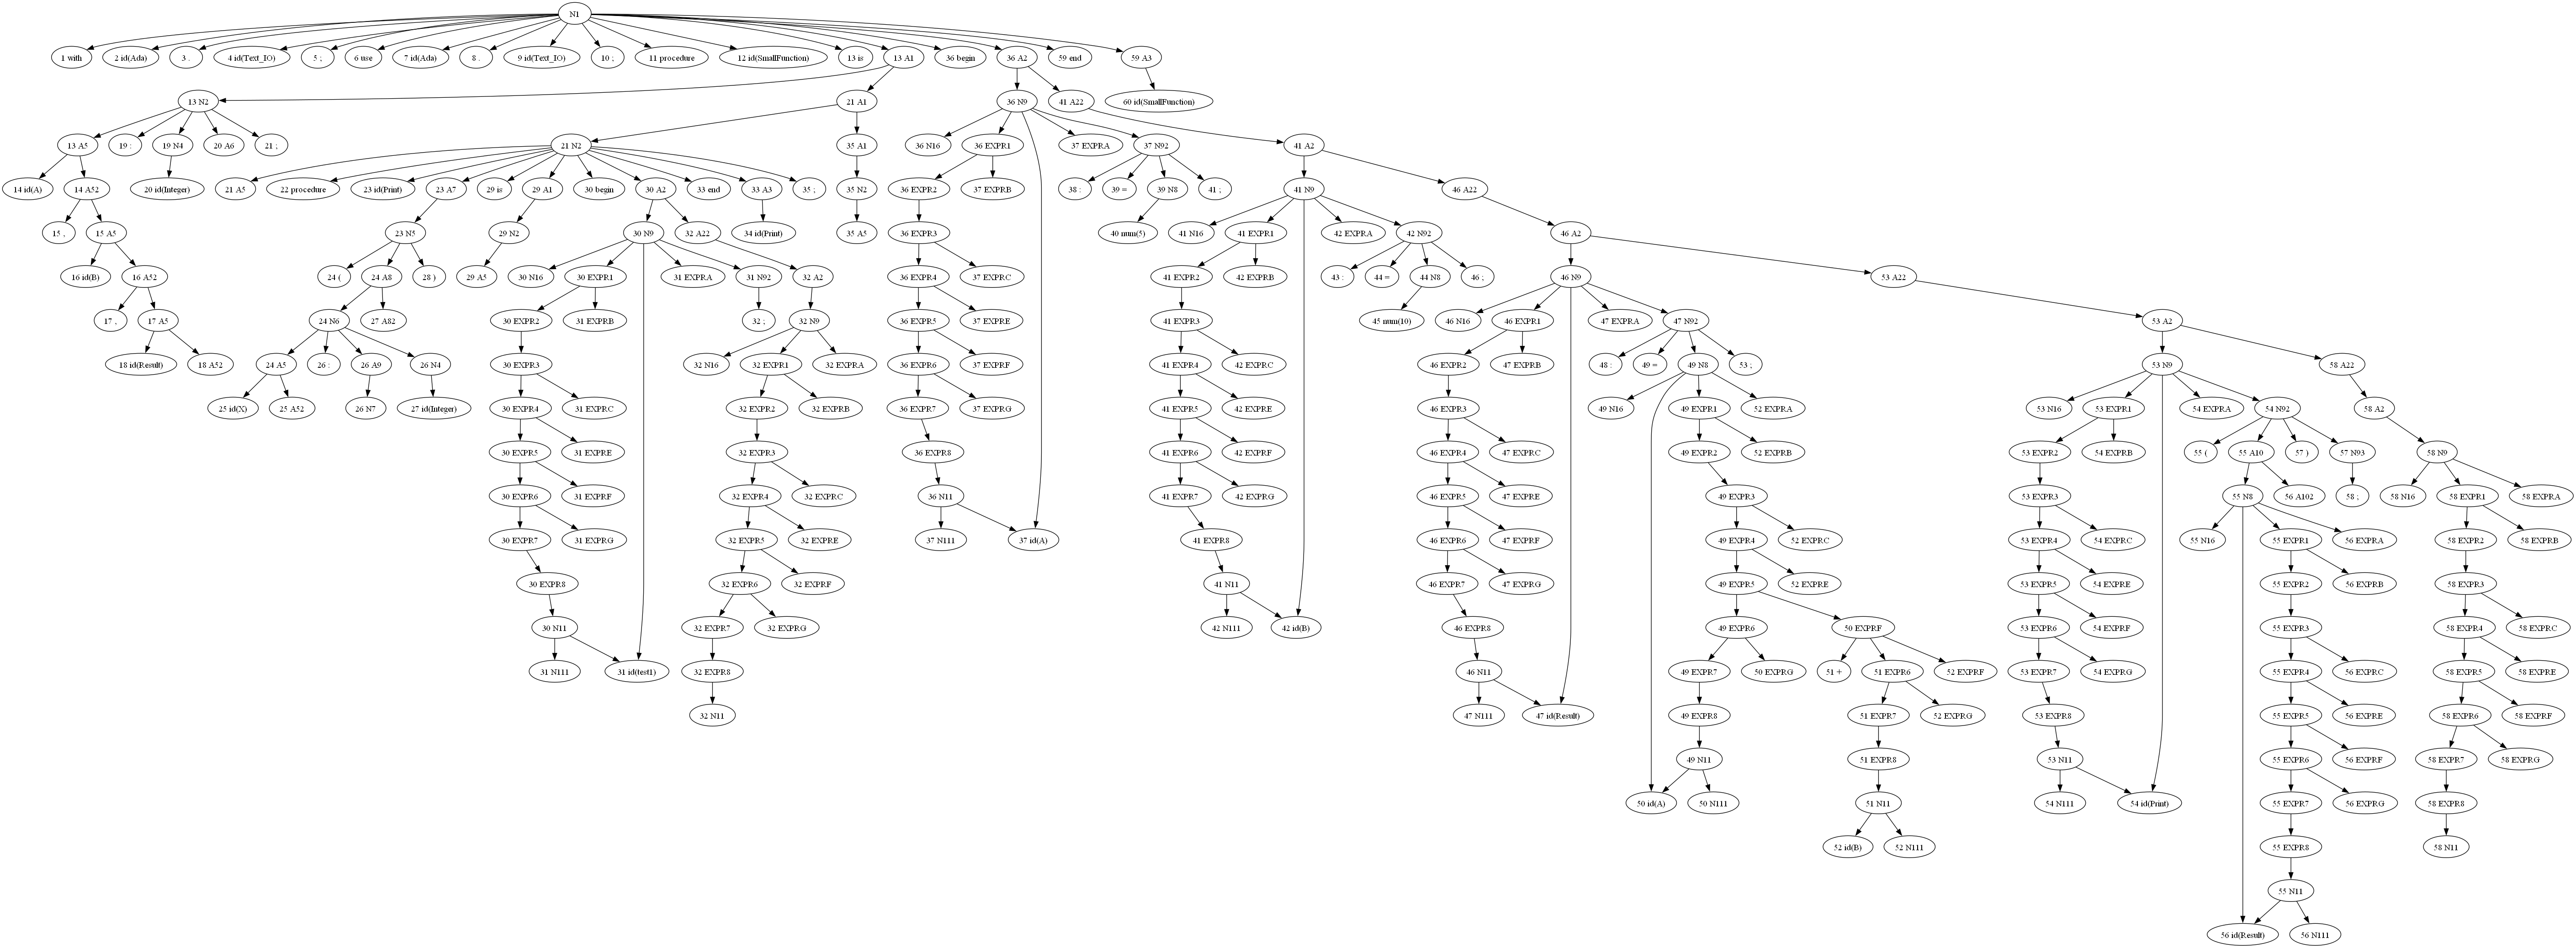 N1
1 with
2 id(Ada)
3 .
4 id(Text_IO)
5 ;
6 use
7 id(Ada)
8 .
9 id(Text_IO)
10 ;
11 procedure
12 id(SmallFunction)
13 is
13 A1
36 begin
36 A2
59 end
59 A3
13 N2
21 A1
36 N9
41 A22
60 id(SmallFunction)
13 A5
19 :
19 N4
20 A6
21 ;
21 N2
35 A1
36 N16
36 EXPR1
37 EXPRA
37 N92
41 A2
14 id(A)
14 A52
20 id(Integer)
21 A5
22 procedure
23 id(Print)
23 A7
29 is
29 A1
30 begin
30 A2
33 end
33 A3
35 ;
35 N2
36 EXPR2
37 EXPRB
38 :
39 =
39 N8
41 ;
41 N9
46 A22
15 ,
15 A5
23 N5
29 N2
30 N9
32 A22
34 id(Print)
35 A5
36 EXPR3
40 num(5)
41 N16
41 EXPR1
42 EXPRA
42 N92
46 A2
16 id(B)
16 A52
24 (
24 A8
28 )
29 A5
30 N16
30 EXPR1
31 EXPRA
31 N92
32 A2
36 EXPR4
37 EXPRC
41 EXPR2
42 EXPRB
43 :
44 =
44 N8
46 ;
46 N9
53 A22
17 ,
17 A5
24 N6
27 A82
30 EXPR2
31 EXPRB
32 ;
32 N9
36 EXPR5
37 EXPRE
41 EXPR3
45 num(10)
46 N16
46 EXPR1
47 EXPRA
47 N92
53 A2
18 id(Result)
18 A52
24 A5
26 :
26 A9
26 N4
30 EXPR3
32 N16
32 EXPR1
32 EXPRA
36 EXPR6
37 EXPRF
41 EXPR4
42 EXPRC
46 EXPR2
47 EXPRB
48 :
49 =
49 N8
53 ;
53 N9
58 A22
25 id(X)
25 A52
26 N7
27 id(Integer)
30 EXPR4
31 EXPRC
32 EXPR2
32 EXPRB
36 EXPR7
37 EXPRG
41 EXPR5
42 EXPRE
46 EXPR3
49 N16
49 EXPR1
52 EXPRA
53 N16
53 EXPR1
54 EXPRA
54 N92
58 A2
30 EXPR5
31 EXPRE
32 EXPR3
36 EXPR8
41 EXPR6
42 EXPRF
46 EXPR4
47 EXPRC
49 EXPR2
52 EXPRB
53 EXPR2
54 EXPRB
55 (
55 A10
57 )
57 N93
58 N9
30 EXPR6
31 EXPRF
32 EXPR4
32 EXPRC
36 N11
41 EXPR7
42 EXPRG
46 EXPR5
47 EXPRE
49 EXPR3
53 EXPR3
55 N8
56 A102
58 ;
58 N16
58 EXPR1
58 EXPRA
30 EXPR7
31 EXPRG
32 EXPR5
32 EXPRE
37 N111
37 id(A)
41 EXPR8
46 EXPR6
47 EXPRF
49 EXPR4
52 EXPRC
53 EXPR4
54 EXPRC
55 N16
55 EXPR1
56 EXPRA
58 EXPR2
58 EXPRB
30 EXPR8
32 EXPR6
32 EXPRF
41 N11
46 EXPR7
47 EXPRG
49 EXPR5
52 EXPRE
53 EXPR5
54 EXPRE
55 EXPR2
56 EXPRB
58 EXPR3
30 N11
32 EXPR7
32 EXPRG
42 N111
42 id(B)
46 EXPR8
49 EXPR6
50 EXPRF
53 EXPR6
54 EXPRF
55 EXPR3
58 EXPR4
58 EXPRC
31 N111
31 id(test1)
32 EXPR8
46 N11
49 EXPR7
50 EXPRG
51 +
51 EXPR6
52 EXPRF
53 EXPR7
54 EXPRG
55 EXPR4
56 EXPRC
58 EXPR5
58 EXPRE
32 N11
47 N111
47 id(Result)
49 EXPR8
51 EXPR7
52 EXPRG
53 EXPR8
55 EXPR5
56 EXPRE
58 EXPR6
58 EXPRF
49 N11
51 EXPR8
53 N11
55 EXPR6
56 EXPRF
58 EXPR7
58 EXPRG
50 id(A)
50 N111
51 N11
54 N111
54 id(Print)
55 EXPR7
56 EXPRG
58 EXPR8
52 id(B)
52 N111
55 EXPR8
58 N11
55 N11
56 id(Result)
56 N111